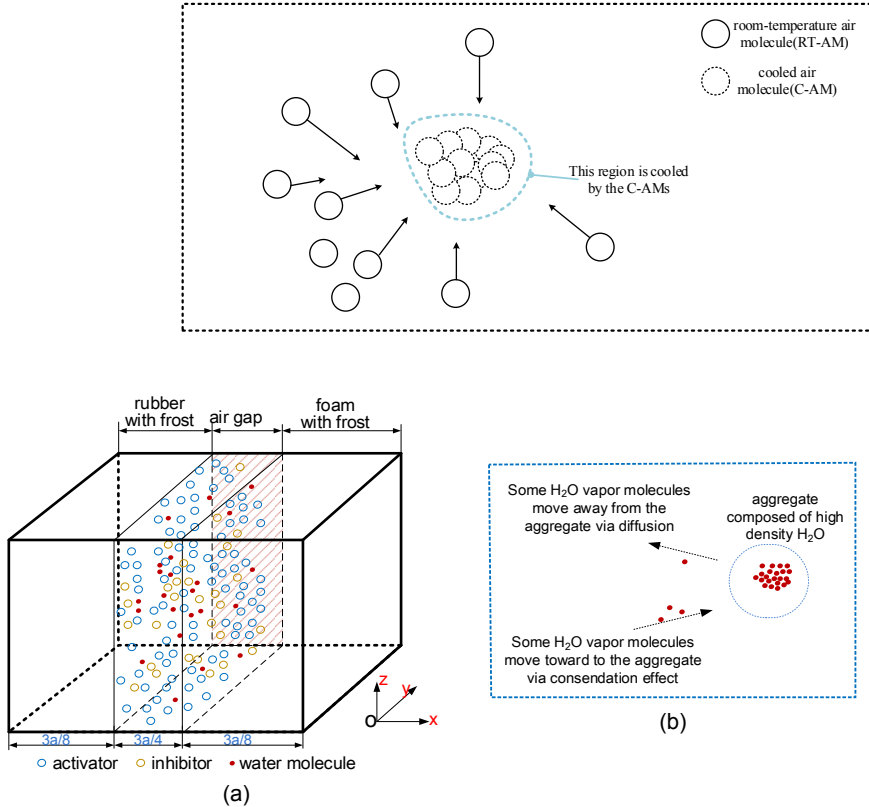 room-temperature air
molecule(RT-AM)
cooled air
molecule(C-AM)
This region is cooled
by the C-AMs
rubber
with frost
air gap
foam
with frost
3a/8
3a/4
3a/8
z
y
o
x
activator
inhibitor
water molecule
(a)
Some H₂O vapor molecules
move away from the
aggregate via diffusion
aggregate
composed of high
density H₂O
Some H₂O vapor molecules
move toward to the aggregate
via consendation effect
(b)